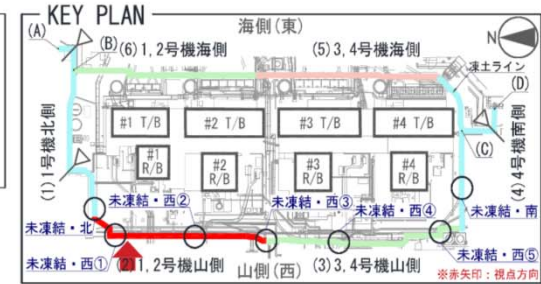 KEY PLAN
海側(東)
N
(A)
(B)
(6)1,2号機海側
(5)3,4号機海側
凍土ライン
(D)
#1 T/B
#2 T/B
#3 T/B
#4 T/B
(1)1号機北側
#1
R/B
#2
R/B
#3
R/B
#4
R/B
(C)
(4)4号機南側
未凍結・西②
未凍結・西③
未凍結・西④
未凍結・南
未凍結・北
未凍結・西①
(2)1,2号機山側
山側(西)
(3)3,4号機山側
未凍結・西⑤
※赤矢印:視点方向